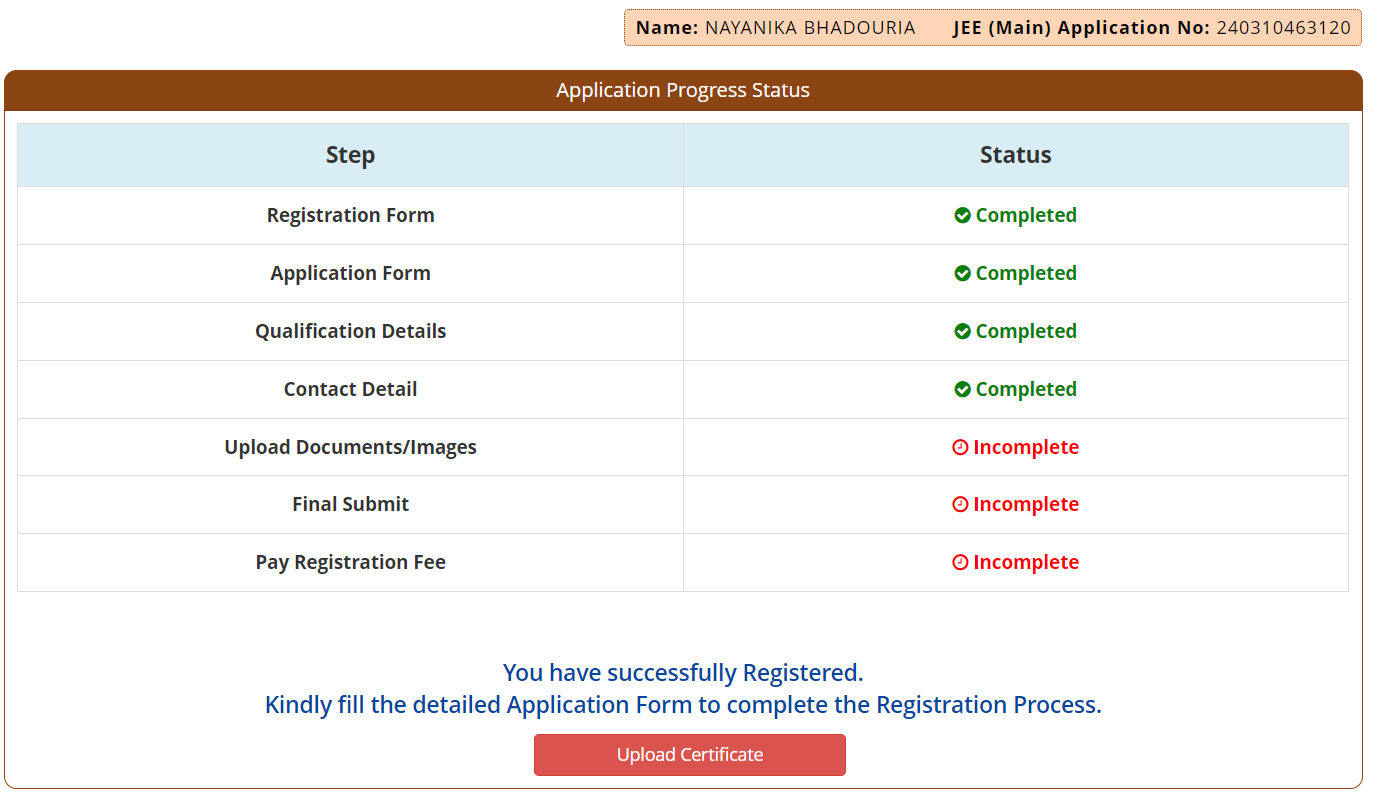 Name: NAYANIKA BHADOURIA JEE (Main) Application No: 240310463120
Application Progress Status
Step Status
Registration Form Completed
Application Form Completed
Qualification Details Completed
Contact Detail Completed
Upload Documents/Images Incomplete
Final Submit Incomplete
Pay Registration Fee Incomplete
You have successfully Registered.
Kindly fill the detailed Application Form to complete the Registration Process.
Upload Certificate